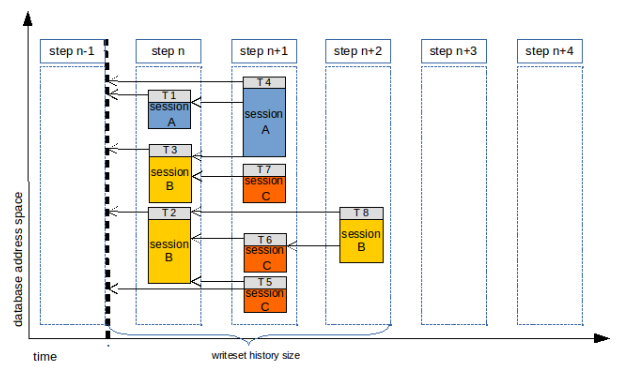 step n-1
step n
step n+1
step n+2
step n+3
step n+4
T 4
session
A
T 1
session
A
T 3
session
B
T 7
session
C
T 2
session
B
T 8
session
B
T 6
session
C
T 5
session
C
database address space
time
writeset history size